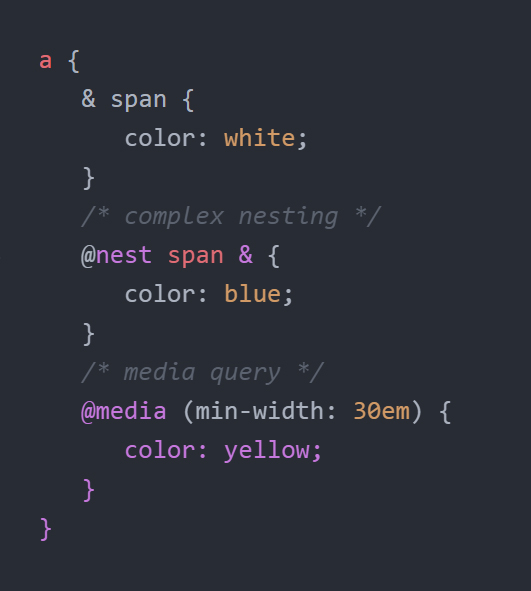 a {
   & span {
      color: white;
   }
   /* complex nesting */
   @nest span & {
      color: blue;
   }
   /* media query */
   @media (min-width: 30em) {
      color: yellow;
   }
}